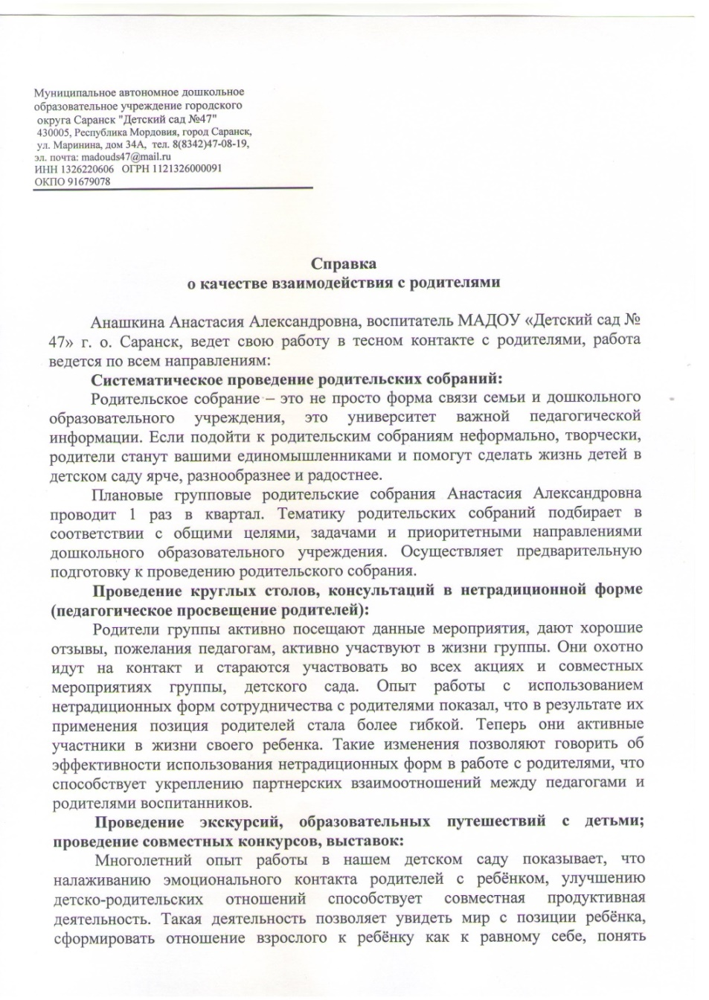 Муниципальное автономное дошкольное
образовательное учреждение городского
округа Саранск "Детский сад №47"
430005, Республика Мордовия, город Саранск,
ул. Маринина, дом 34А, тел. 8(8342)47-08-19,
эл. почта: madouds47@mail.ru
ИНН 1326220606 ОГРН 1121326000091
ОКПО 91679078
Справка
о качестве взаимодействия с родителями
Анашкина Анастасия Александровна, воспитатель МАДОУ «Детский сад №
47» г. о. Саранск, ведет свою работу в тесном контакте с родителями, работа
ведется по всем направлениям:
Систематическое проведение родительских собраний:
Родительское собрание – это не просто форма связи семьи и дошкольного
образовательного учреждения, это университет важной педагогической
информации. Если подойти к родительским собраниям неформально, творчески,
родители станут вашими единомышленниками и помогут сделать жизнь детей в
детском саду ярче, разнообразнее и радостнее.
Плановые групповые родительские собрания Анастасия Александровна
проводит 1 раз в квартал. Тематику родительских собраний подбирает в
соответствии с общими целями, задачами и приоритетными направлениями
дошкольного образовательного учреждения. Осуществляет предварительную
подготовку к проведению родительского собрания.
Проведение круглых столов, консультаций в нетрадиционной форме
(педагогическое просвещение родителей):
Родители группы активно посещают данные мероприятия, дают хорошие
отзывы, пожелания педагогам, активно участвуют в жизни группы. Они охотно
идут на контакт и стараются участвовать во всех акциях и совместных
мероприятиях группы, детского сада. Опыт работы с использованием
нетрадиционных форм сотрудничества с родителями показал, что в результате их
применения позиция родителей стала более гибкой. Теперь они активные
участники в жизни своего ребенка. Такие изменения позволяют говорить об
эффективности использования нетрадиционных форм в работе с родителями, что
способствует укреплению партнерских взаимоотношений между педагогами и
родителями воспитанников.
Проведение экскурсий, образовательных путешествий с детьми;
проведение совместных конкурсов, выставок:
Многолетний опыт работы в нашем детском саду показывает, что
налаживанию эмоционального контакта родителей с ребёнком, улучшению
детско-родительских отношений способствует совместная продуктивная
деятельность. Такая деятельность позволяет увидеть мир с позиции ребёнка,
сформировать отношение взрослого к ребёнку как к равному себе, понять